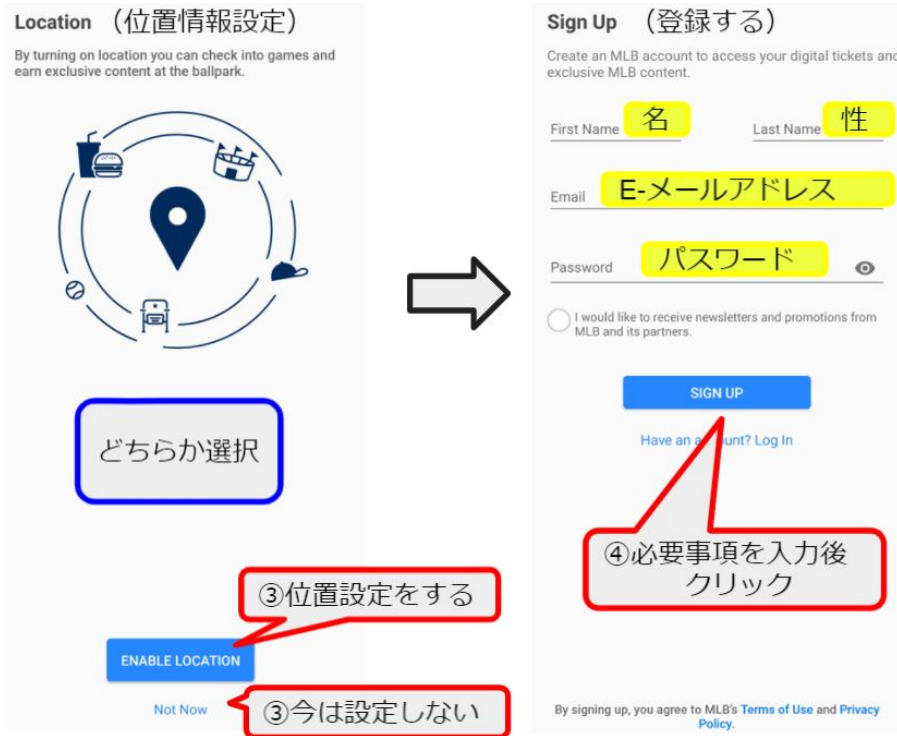 Location （位置情報設定）
By turning on location you can check into games and
earn exclusive content at the ballpark.
どちらか選択
③位置設定をする
ENABLE LOCATION
Not Now
③今は設定しない
Sign Up （登録する）
Create an MLB account to access your digital tickets and
exclusive MLB content.
First Name 名 Last Name 性
Email E-メールアドレス
Password パスワード
I would like to receive newsletters and promotions from
MLB and its partners.
SIGN UP
Have an a unt? Log In
④必要事項を入力後
クリック
By signing up, you agree to MLB's Terms of Use and Privacy
Policy.